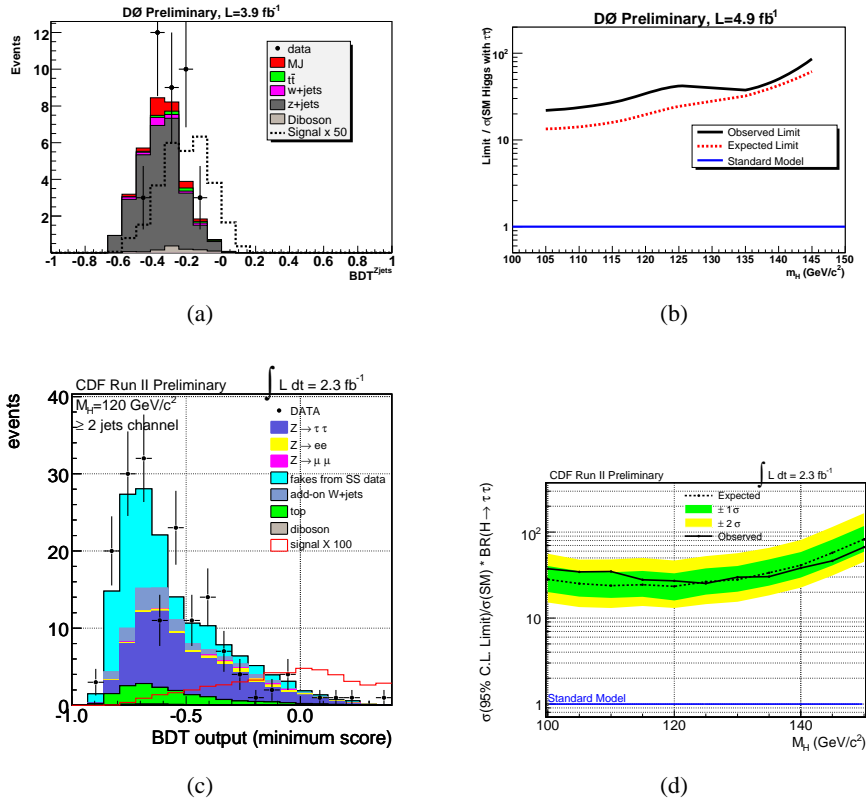 DØ Preliminary, L=3.9 fb⁻¹
Events
12
10
8
6
4
2
0
data
MJ
tt̄
w+jets
z+jets
Diboson
Signal x 50
-1 -0.8 -0.6 -0.4 -0.2 -0 0.2 0.4 0.6 0.8 1
BDT^Zjets
(a)
DØ Preliminary, L=4.9 fb⁻¹
Limit / σ(SM Higgs with ττ)
10²
10
1
Observed Limit
Expected Limit
Standard Model
100 105 110 115 120 125 130 135 140 145 150
m_H (GeV/c²)
(b)
CDF Run II Preliminary ∫ L dt = 2.3 fb⁻¹
M_H=120 GeV/c²
≥ 2 jets channel
events
40
30
20
10
0
DATA
Z → τ τ
Z → ee
Z → μ μ
fakes from SS data
add-on W+jets
top
diboson
signal X 100
-1.0 -0.5 0.0
BDT output (minimum score)
(c)
CDF Run II Preliminary ∫ L dt = 2.3 fb⁻¹
σ(95% C.L. Limit)/σ(SM) * BR(H → τ τ)
Expected
± 1σ
± 2 σ
Observed
10²
10
1
Standard Model
100 120 140
M_H (GeV/c²)
(d)